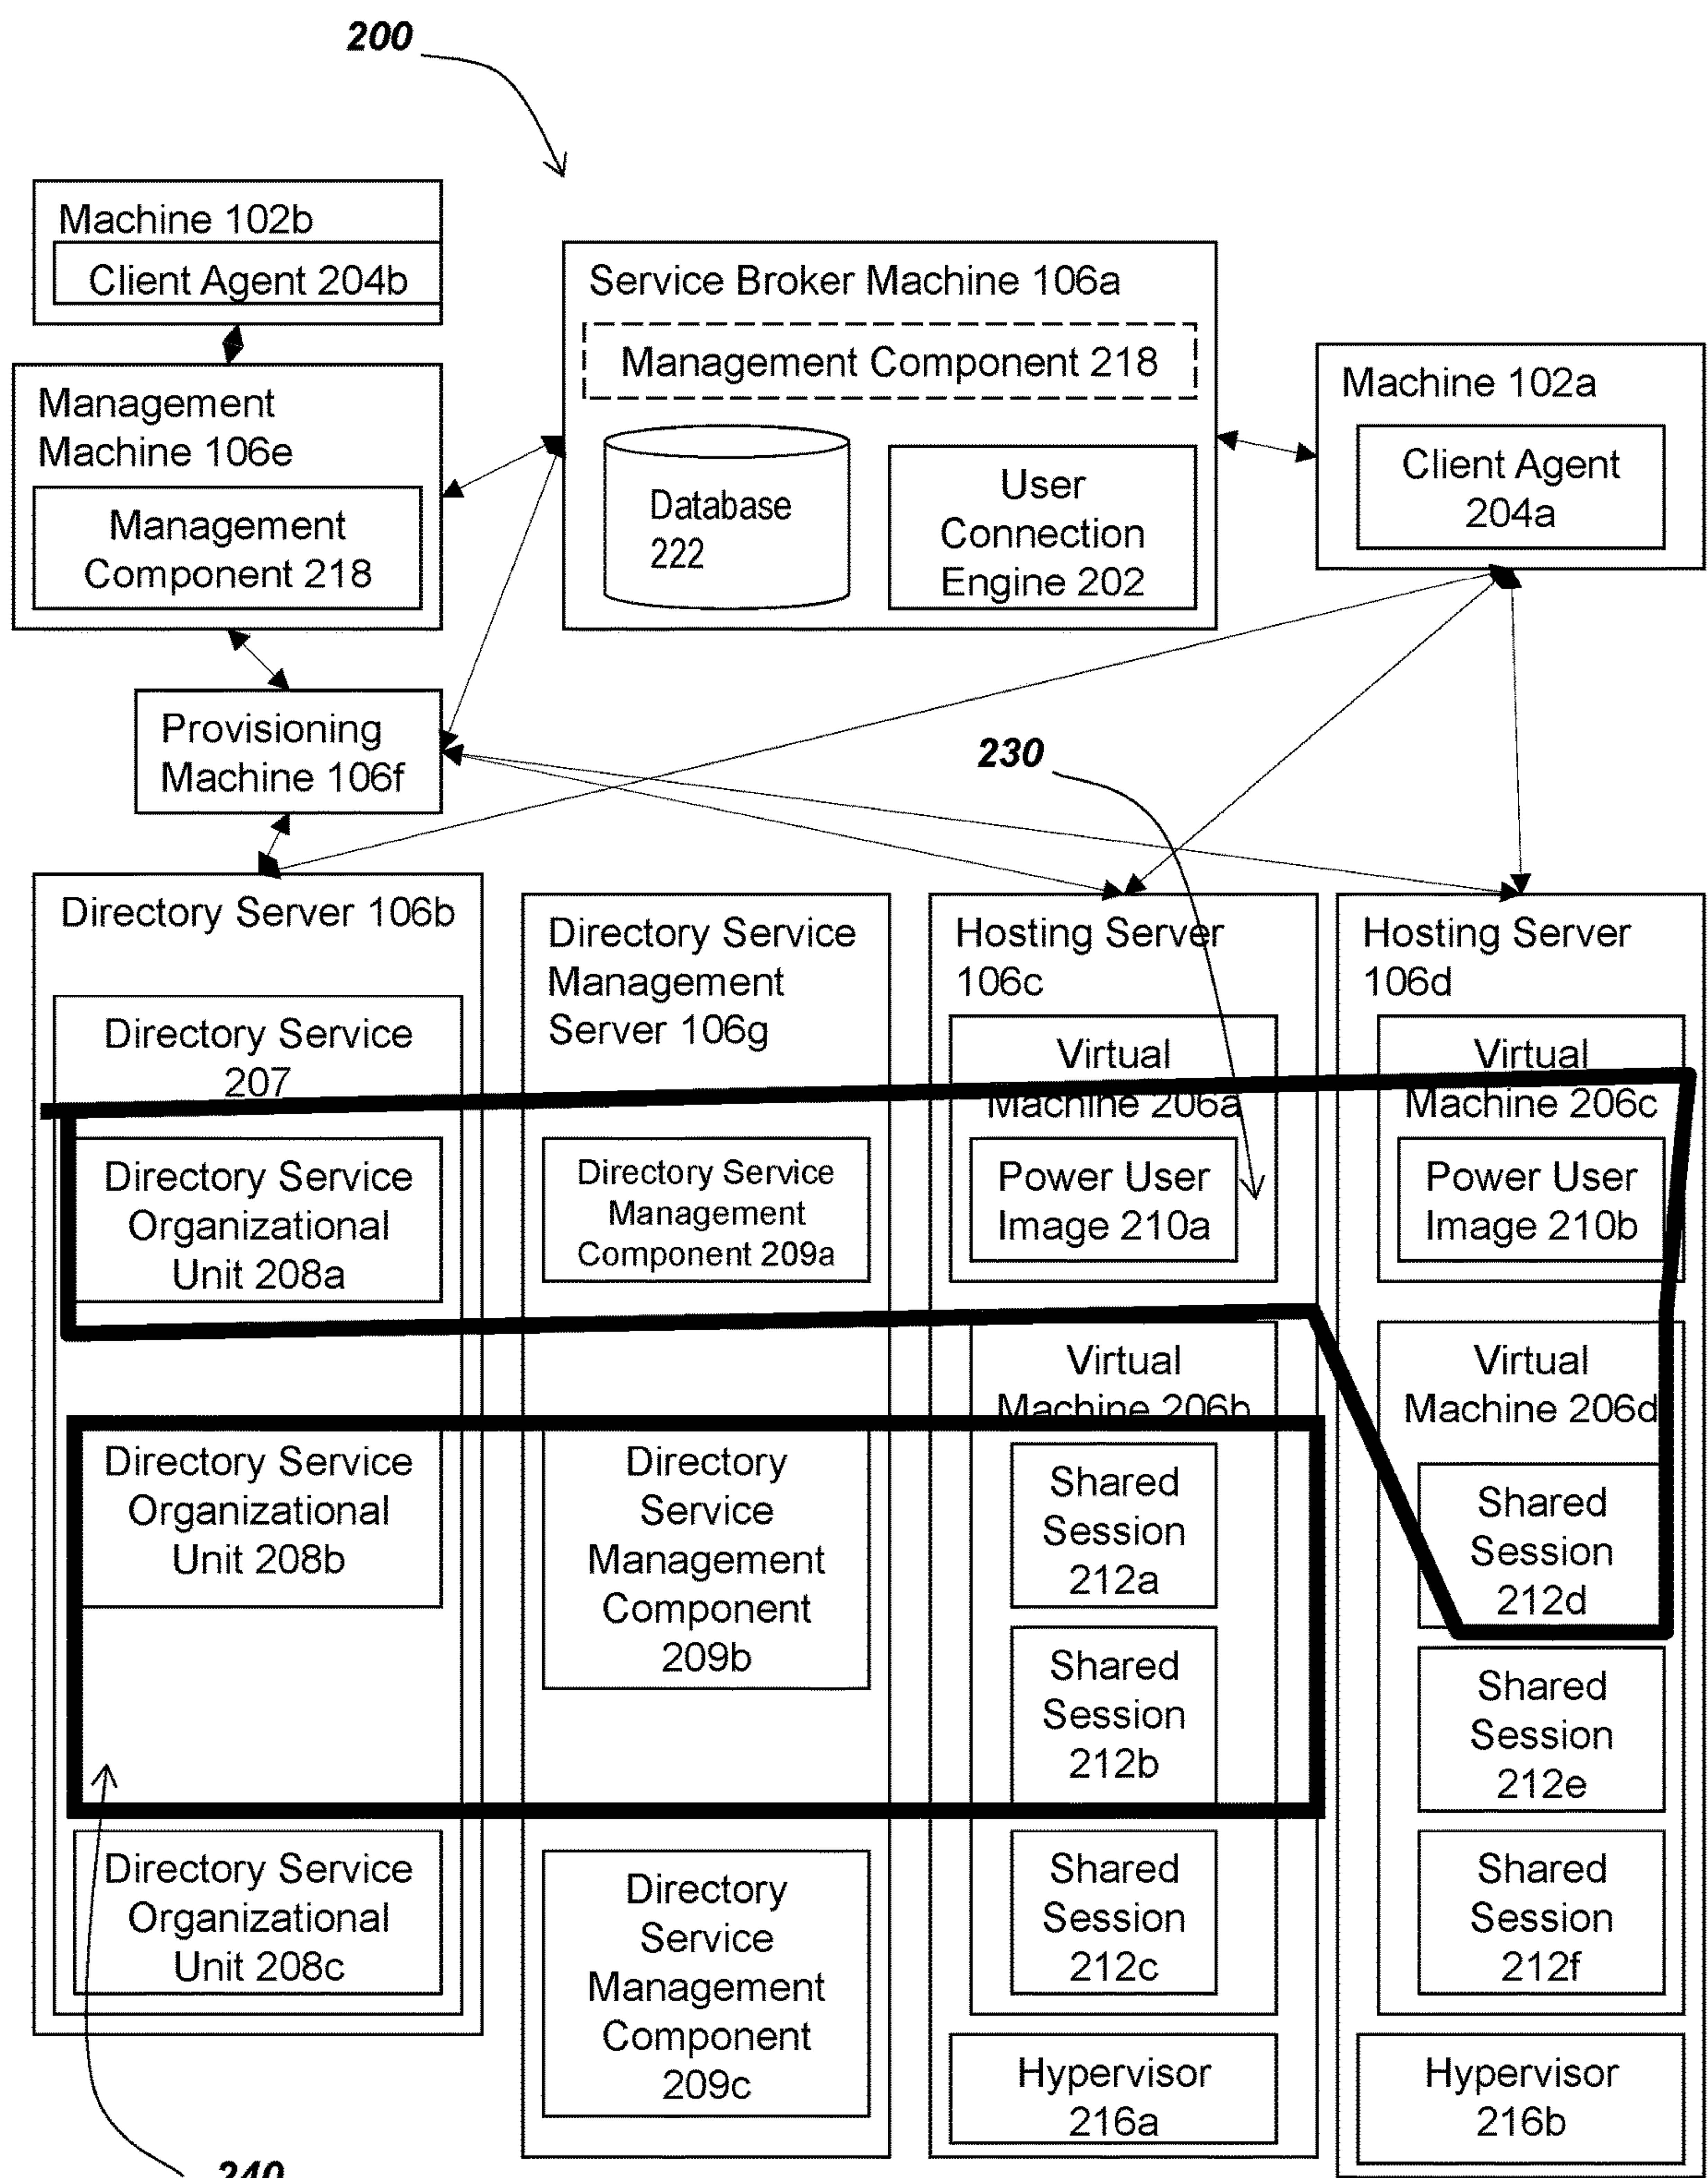 200
Machine 102b
Client Agent 204b
Service Broker Machine 106a
Management Component 218
Database
222
User
Connection
Engine 202
Machine 102a
Client Agent
204a
Management
Machine 106e
Management
Component 218
Provisioning
Machine 106f
230
Directory Server 106b
Directory Service
207
Directory Service
Organizational
Unit 208a
Directory Service
Organizational
Unit 208b
Directory Service
Organizational
Unit 208c
Directory Service
Management
Server 106g
Directory Service
Management
Component 209a
Directory
Service
Management
Component
209b
Directory
Service
Management
Component
209c
Hosting Server
106c
Virtual
Machine 206a
Power User
Image 210a
Virtual
Machine 206b
Shared
Session
212a
Shared
Session
212b
Shared
Session
212c
Hypervisor
216a
Hosting Server
106d
Virtual
Machine 206c
Power User
Image 210b
Virtual
Machine 206d
Shared
Session
212d
Shared
Session
212e
Shared
Session
212f
Hypervisor
216b
240